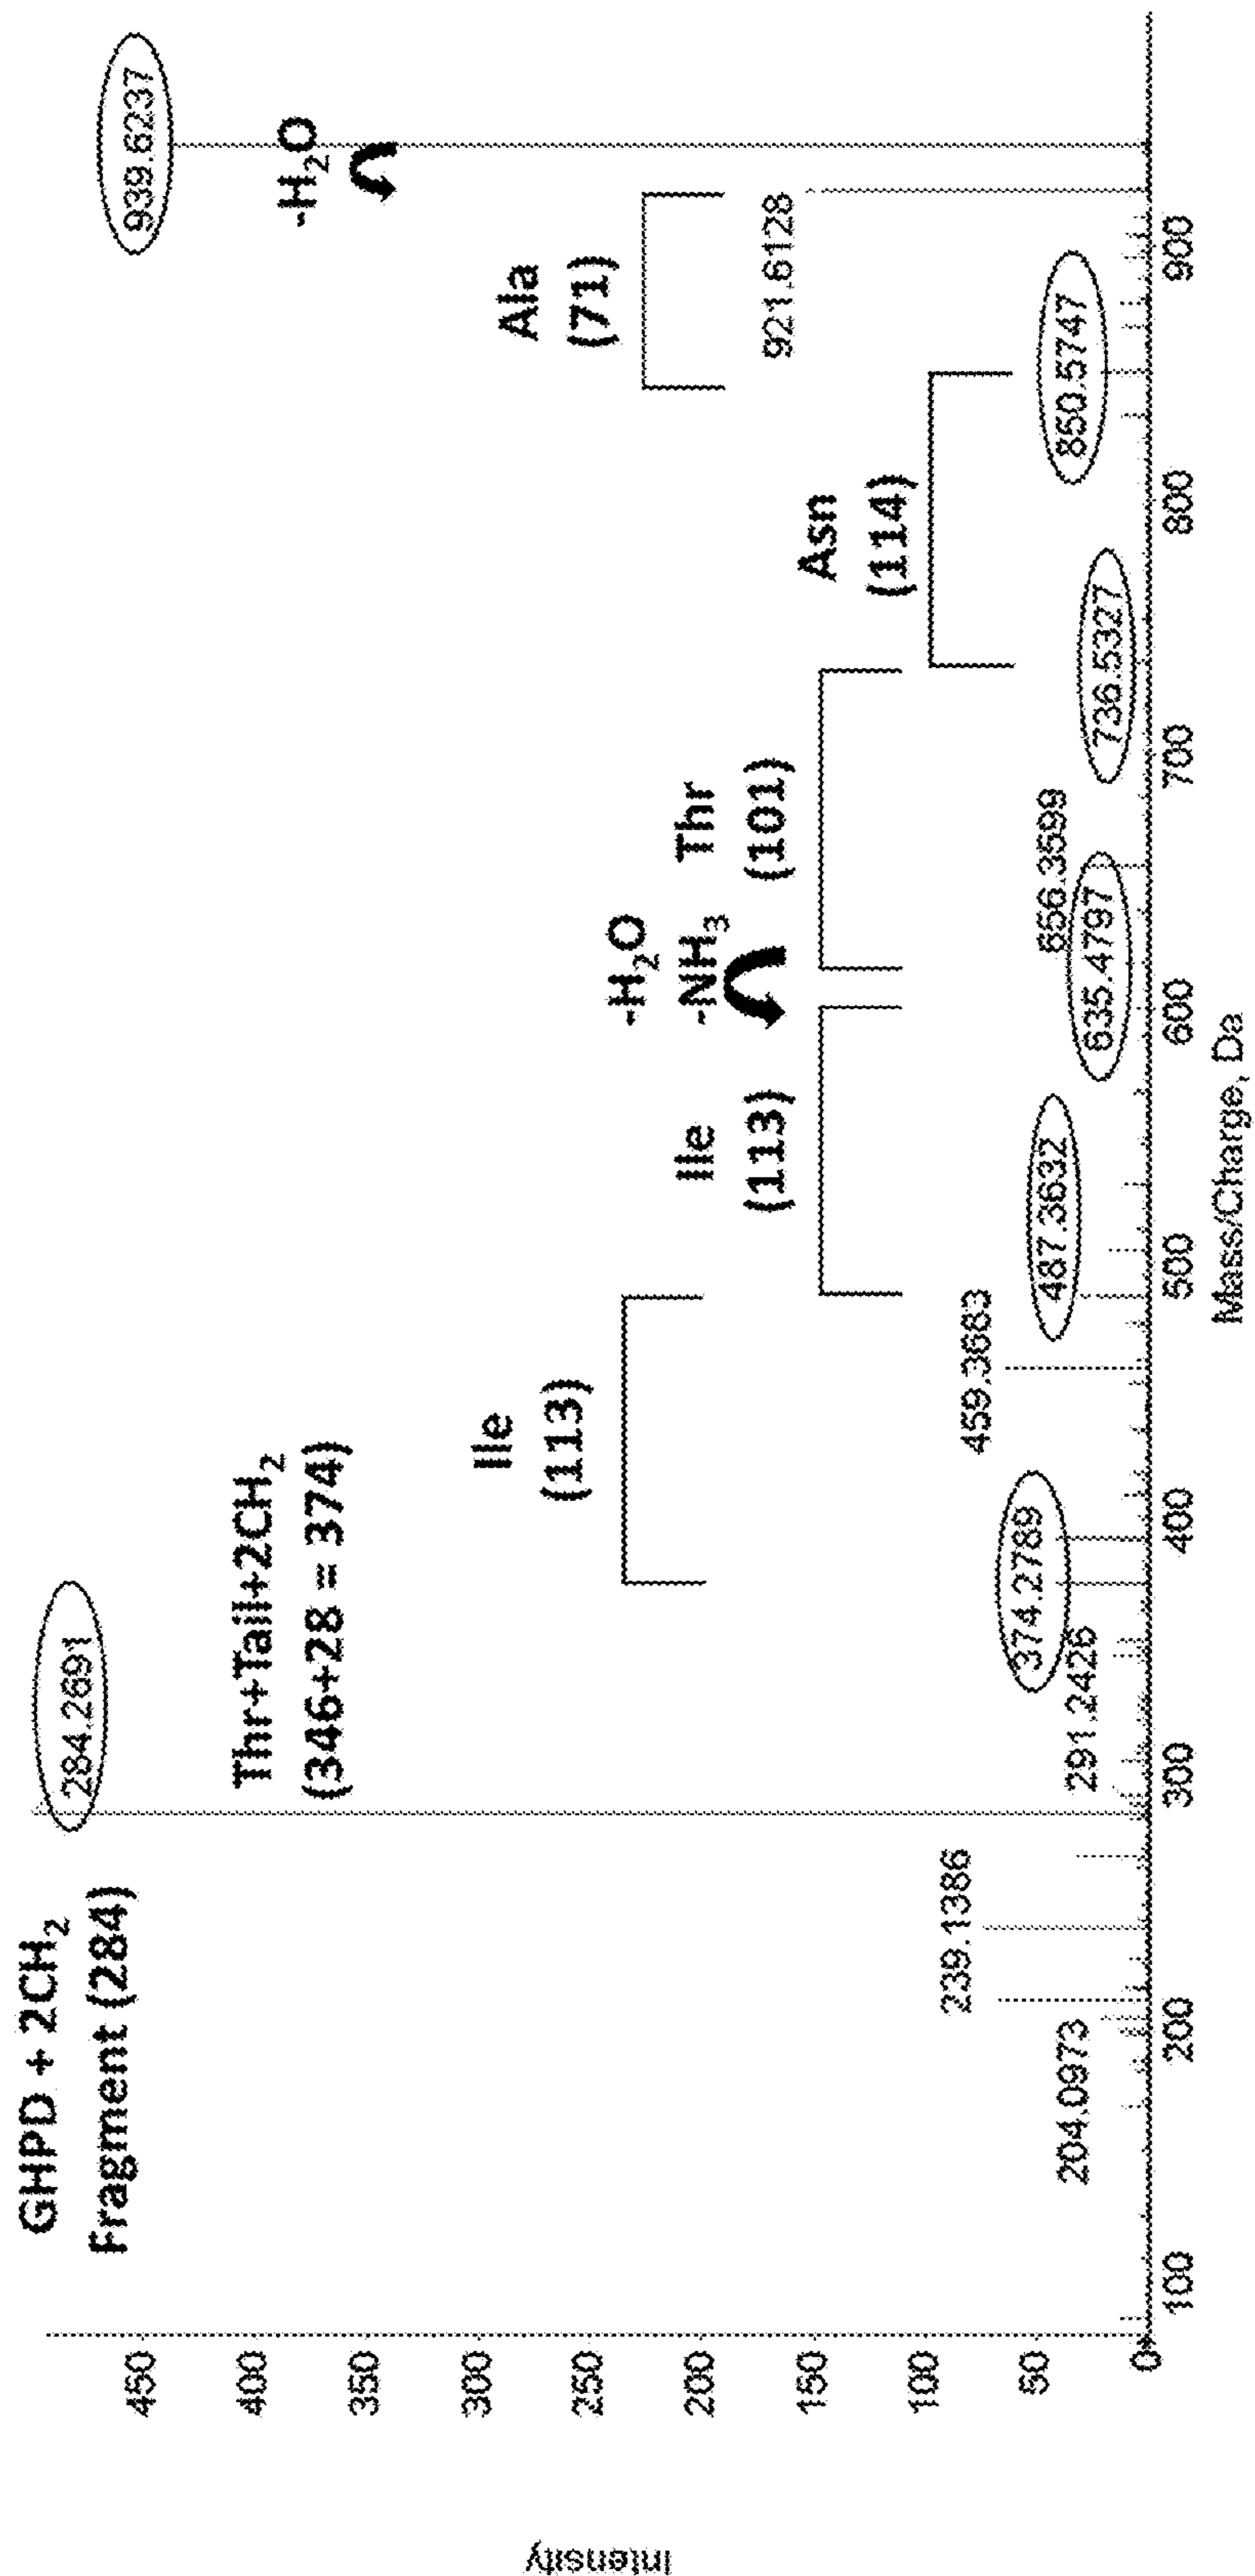 GHPD + 2CH2
Fragment (284)
284.2691
Thr+Tail+2CH2
(346+28 = 374)
Ile
(113)
-H2O
-NH3
Ile
(113)
Thr
(101)
Asn
(114)
Ala
(71)
-H2O
939.6237
921.6128
850.5747
736.5327
656.3599
635.4797
487.3632
459.3683
374.2789
291.2426
239.1386
204.0973
Intensity
450
400
350
300
250
200
150
100
50
0
100
200
300
400
500
600
700
800
900
Mass/Charge, Da